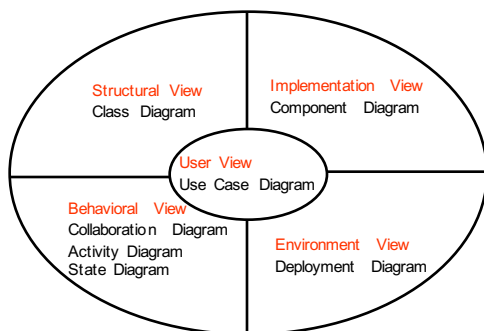 Structural View
Class Diagram
Implementation View
Component Diagram
User View
Use Case Diagram
Behavioral View
Collaboration Diagram
Activity Diagram
State Diagram
Environment View
Deployment Diagram